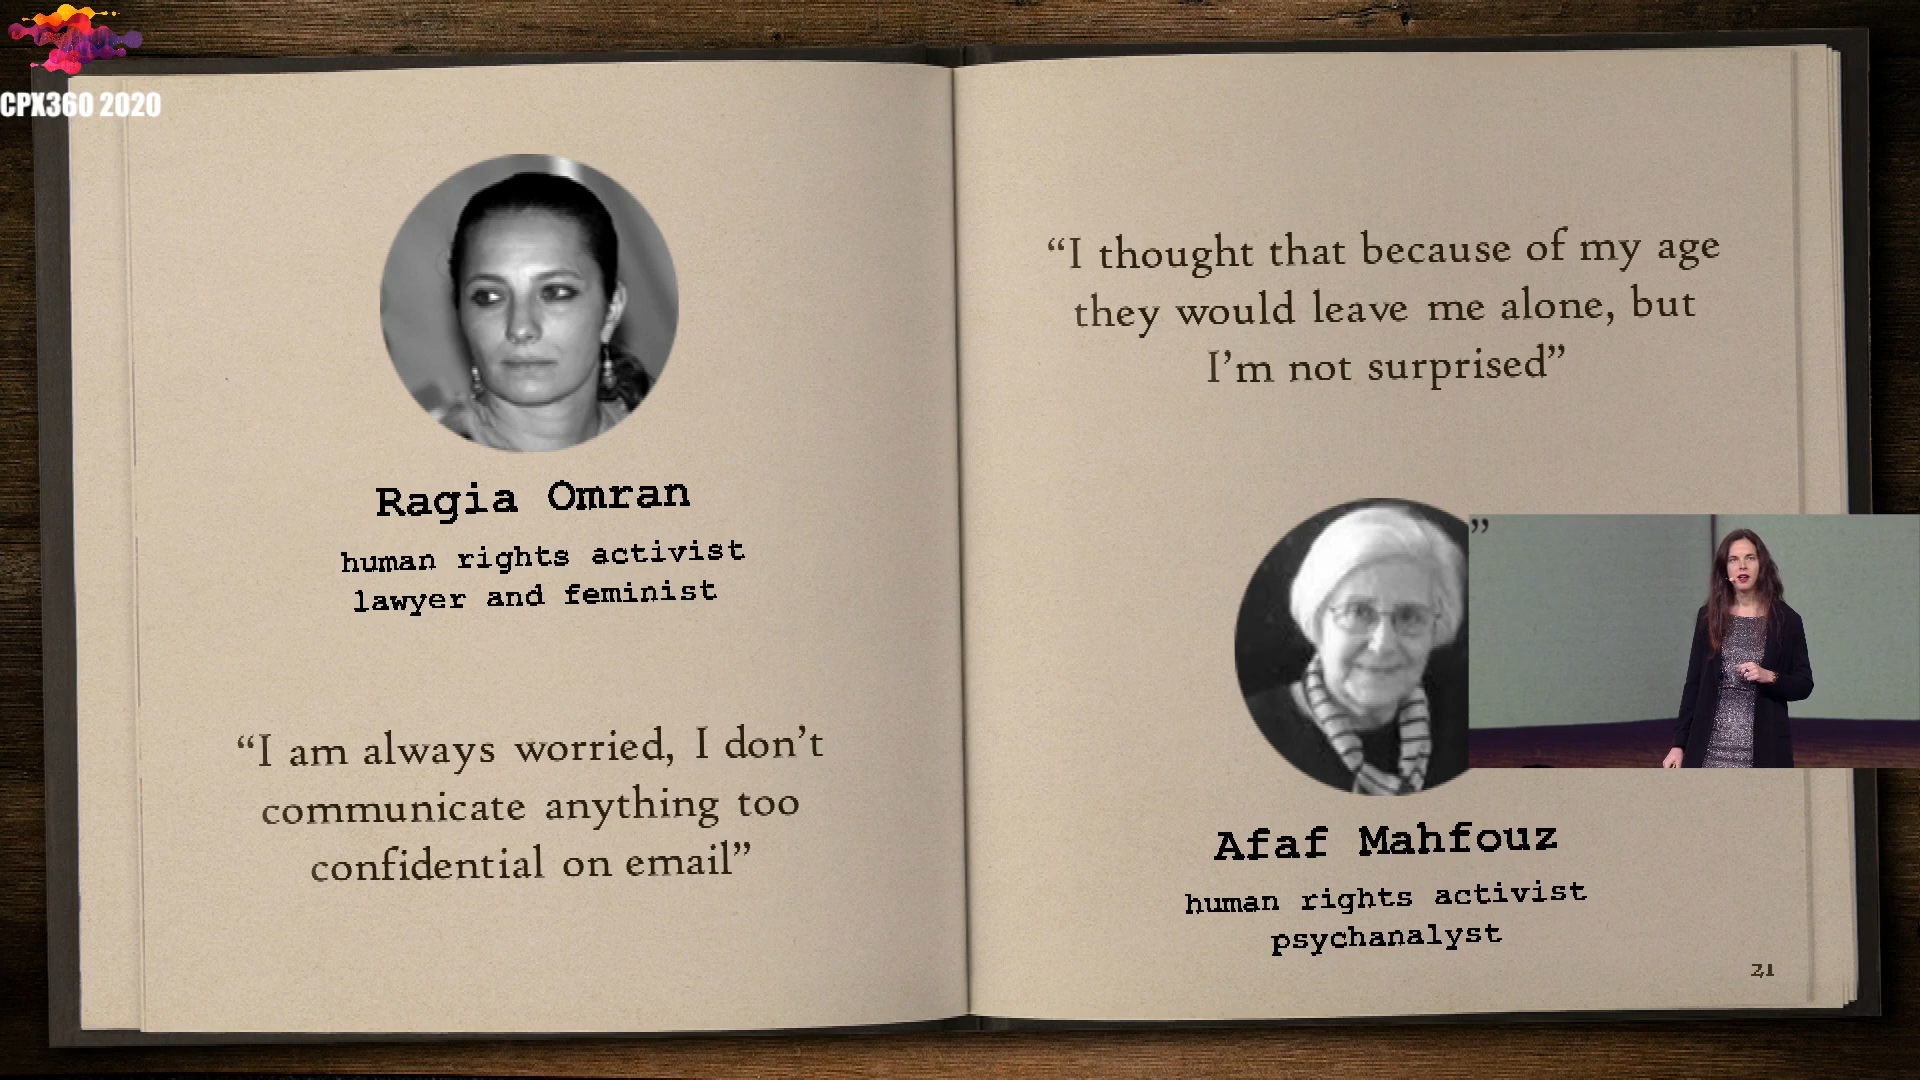 CPX360 2020
Ragia Omran
human rights activist
lawyer and feminist
“I am always worried, I don’t
communicate anything too
confidential on email”
“I thought that because of my age
they would leave me alone, but
I’m not surprised”
”
Afaf Mahfouz
human rights activist
psychanalyst
21